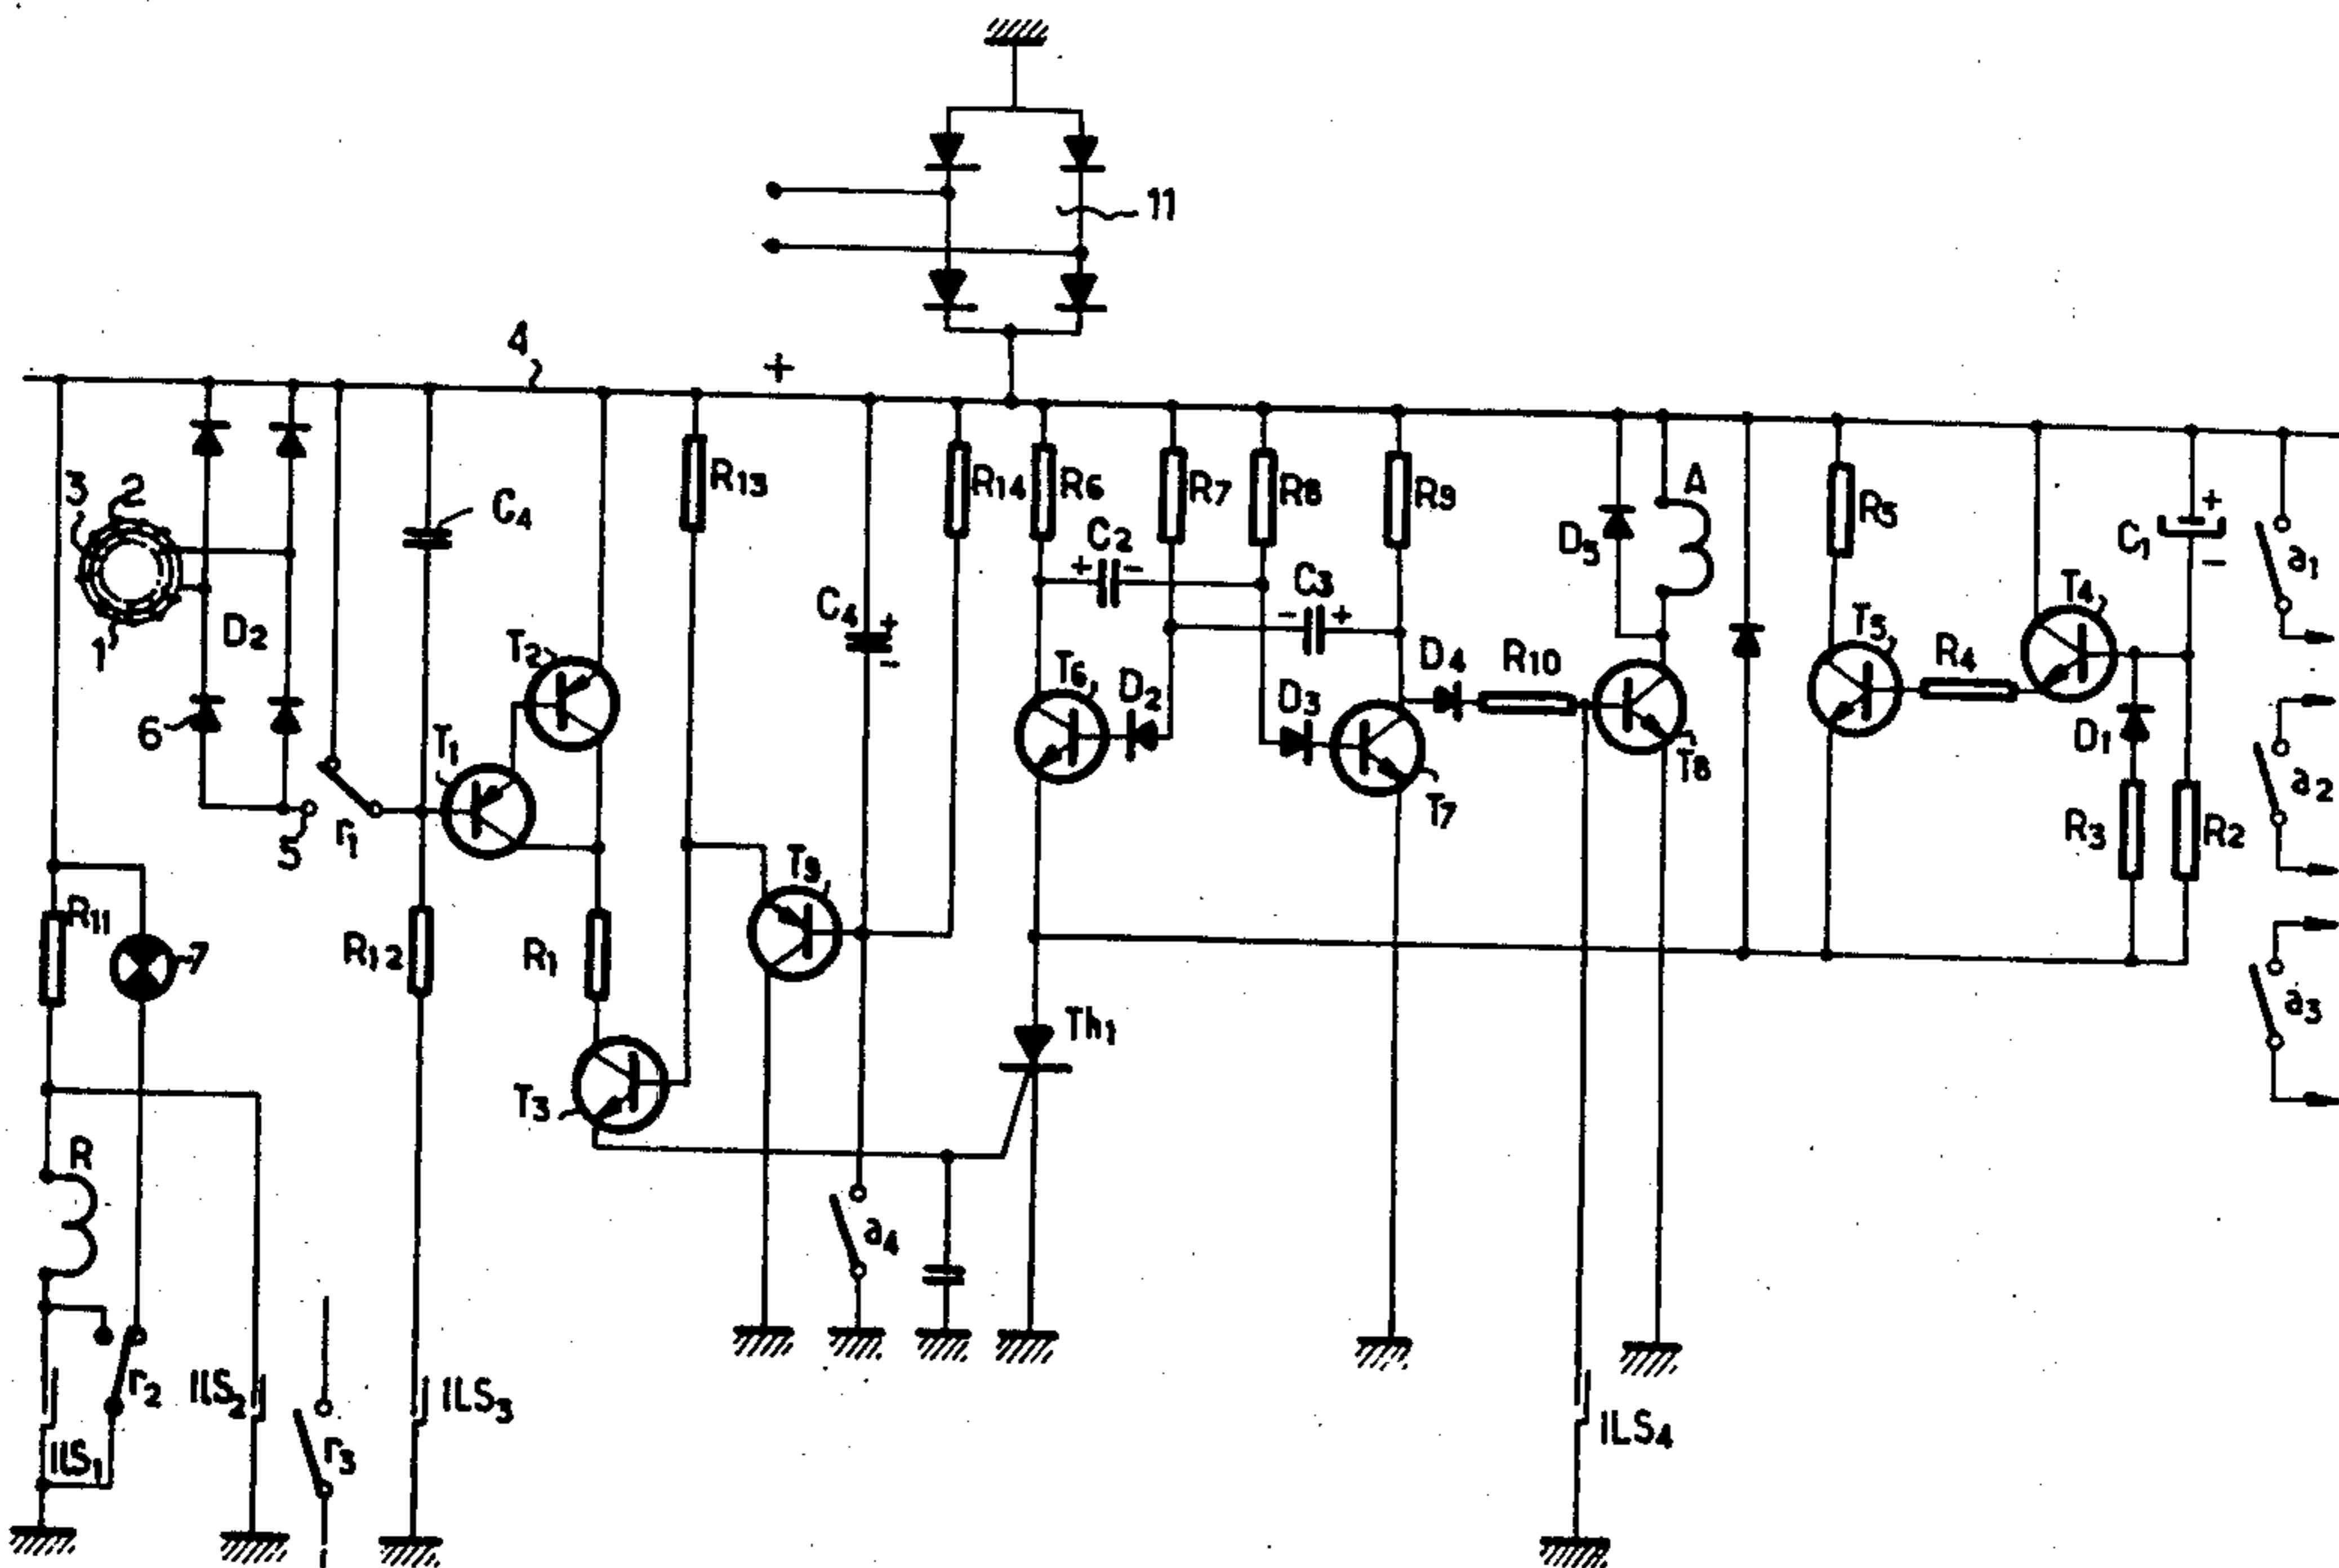 11
4
+
3
2
1
D2
6
5
r1
C4
T2
T1
R13
C4
+
-
R14
R6
R7
R8
R9
C2
+
-
C3
-
+
T6
D2
D3
T7
D4
R10
D5
A
T8
R5
T5
R4
T4
C1
+
-
D1
R3
R2
a1
a2
a3
R11
7
R12
R1
T9
T3
Th1
R
a4
r2
ILS1
ILS2
r3
ILS3
ILS4